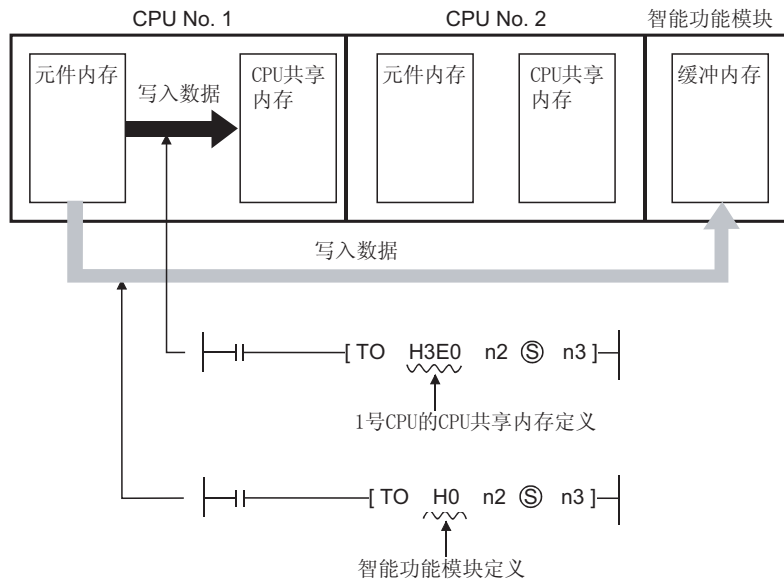 CPU No. 1
CPU No. 2
智能功能模块
元件内存
写入数据
CPU共享
内存
元件内存
CPU共享
内存
缓冲内存
写入数据
[ TO H3E0 n2 Ⓢ n3 ]
1号CPU的CPU共享内存定义
[ TO H0 n2 Ⓢ n3 ]
智能功能模块定义